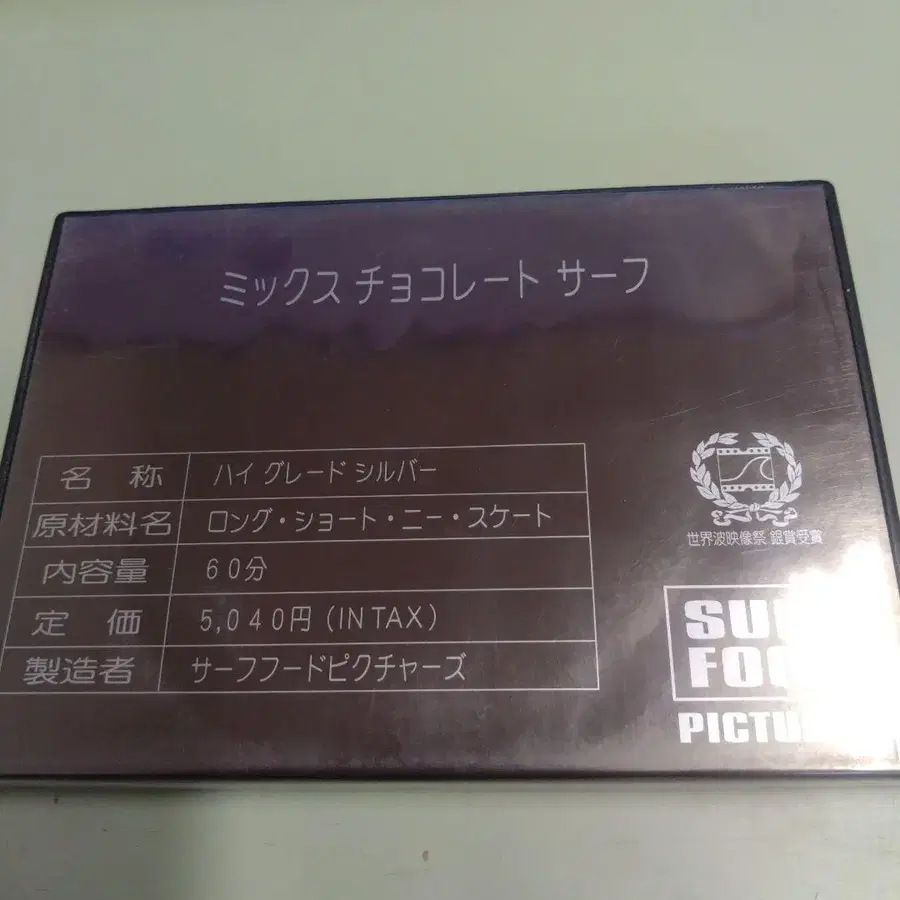 ミックス チョコレート サーフ
名称 ハイ グレード シルバー
原材料名 ロング・ショート・ニー・スケート
内容量 60分
定価 5,040円 (IN TAX)
製造者 サーフフードピクチャーズ
世界波映像祭 銀賞受賞